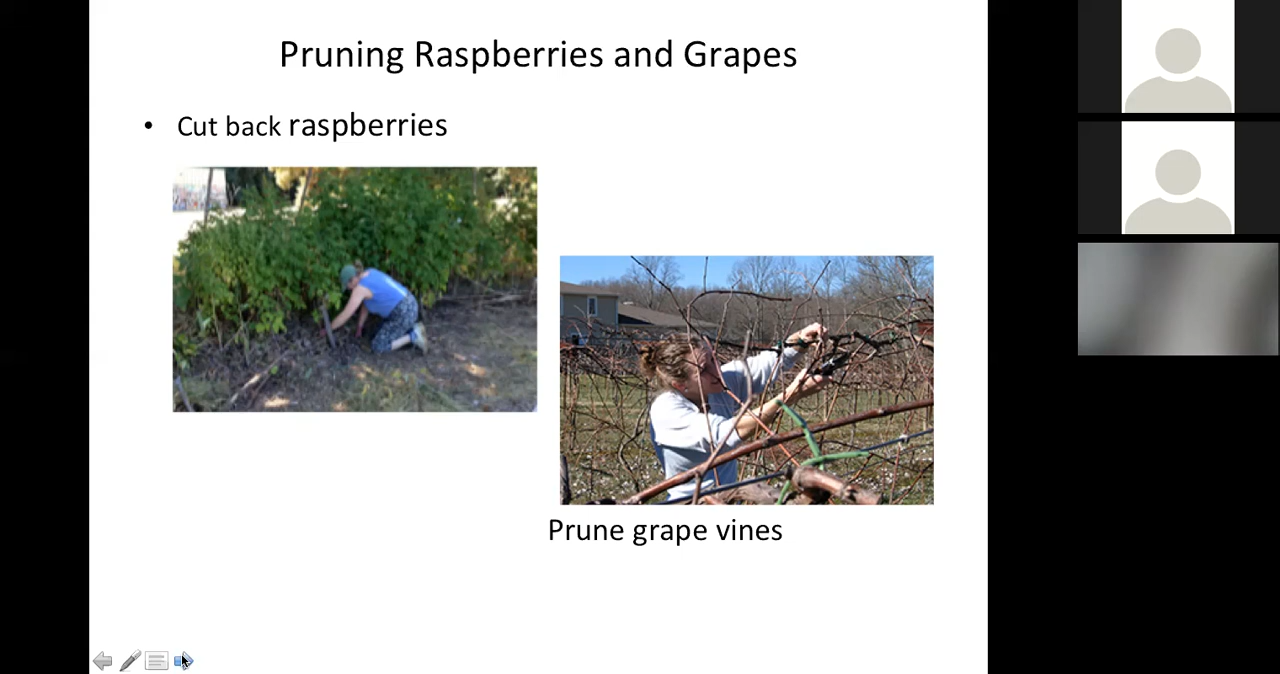 Pruning Raspberries and Grapes
• Cut back raspberries
Prune grape vines